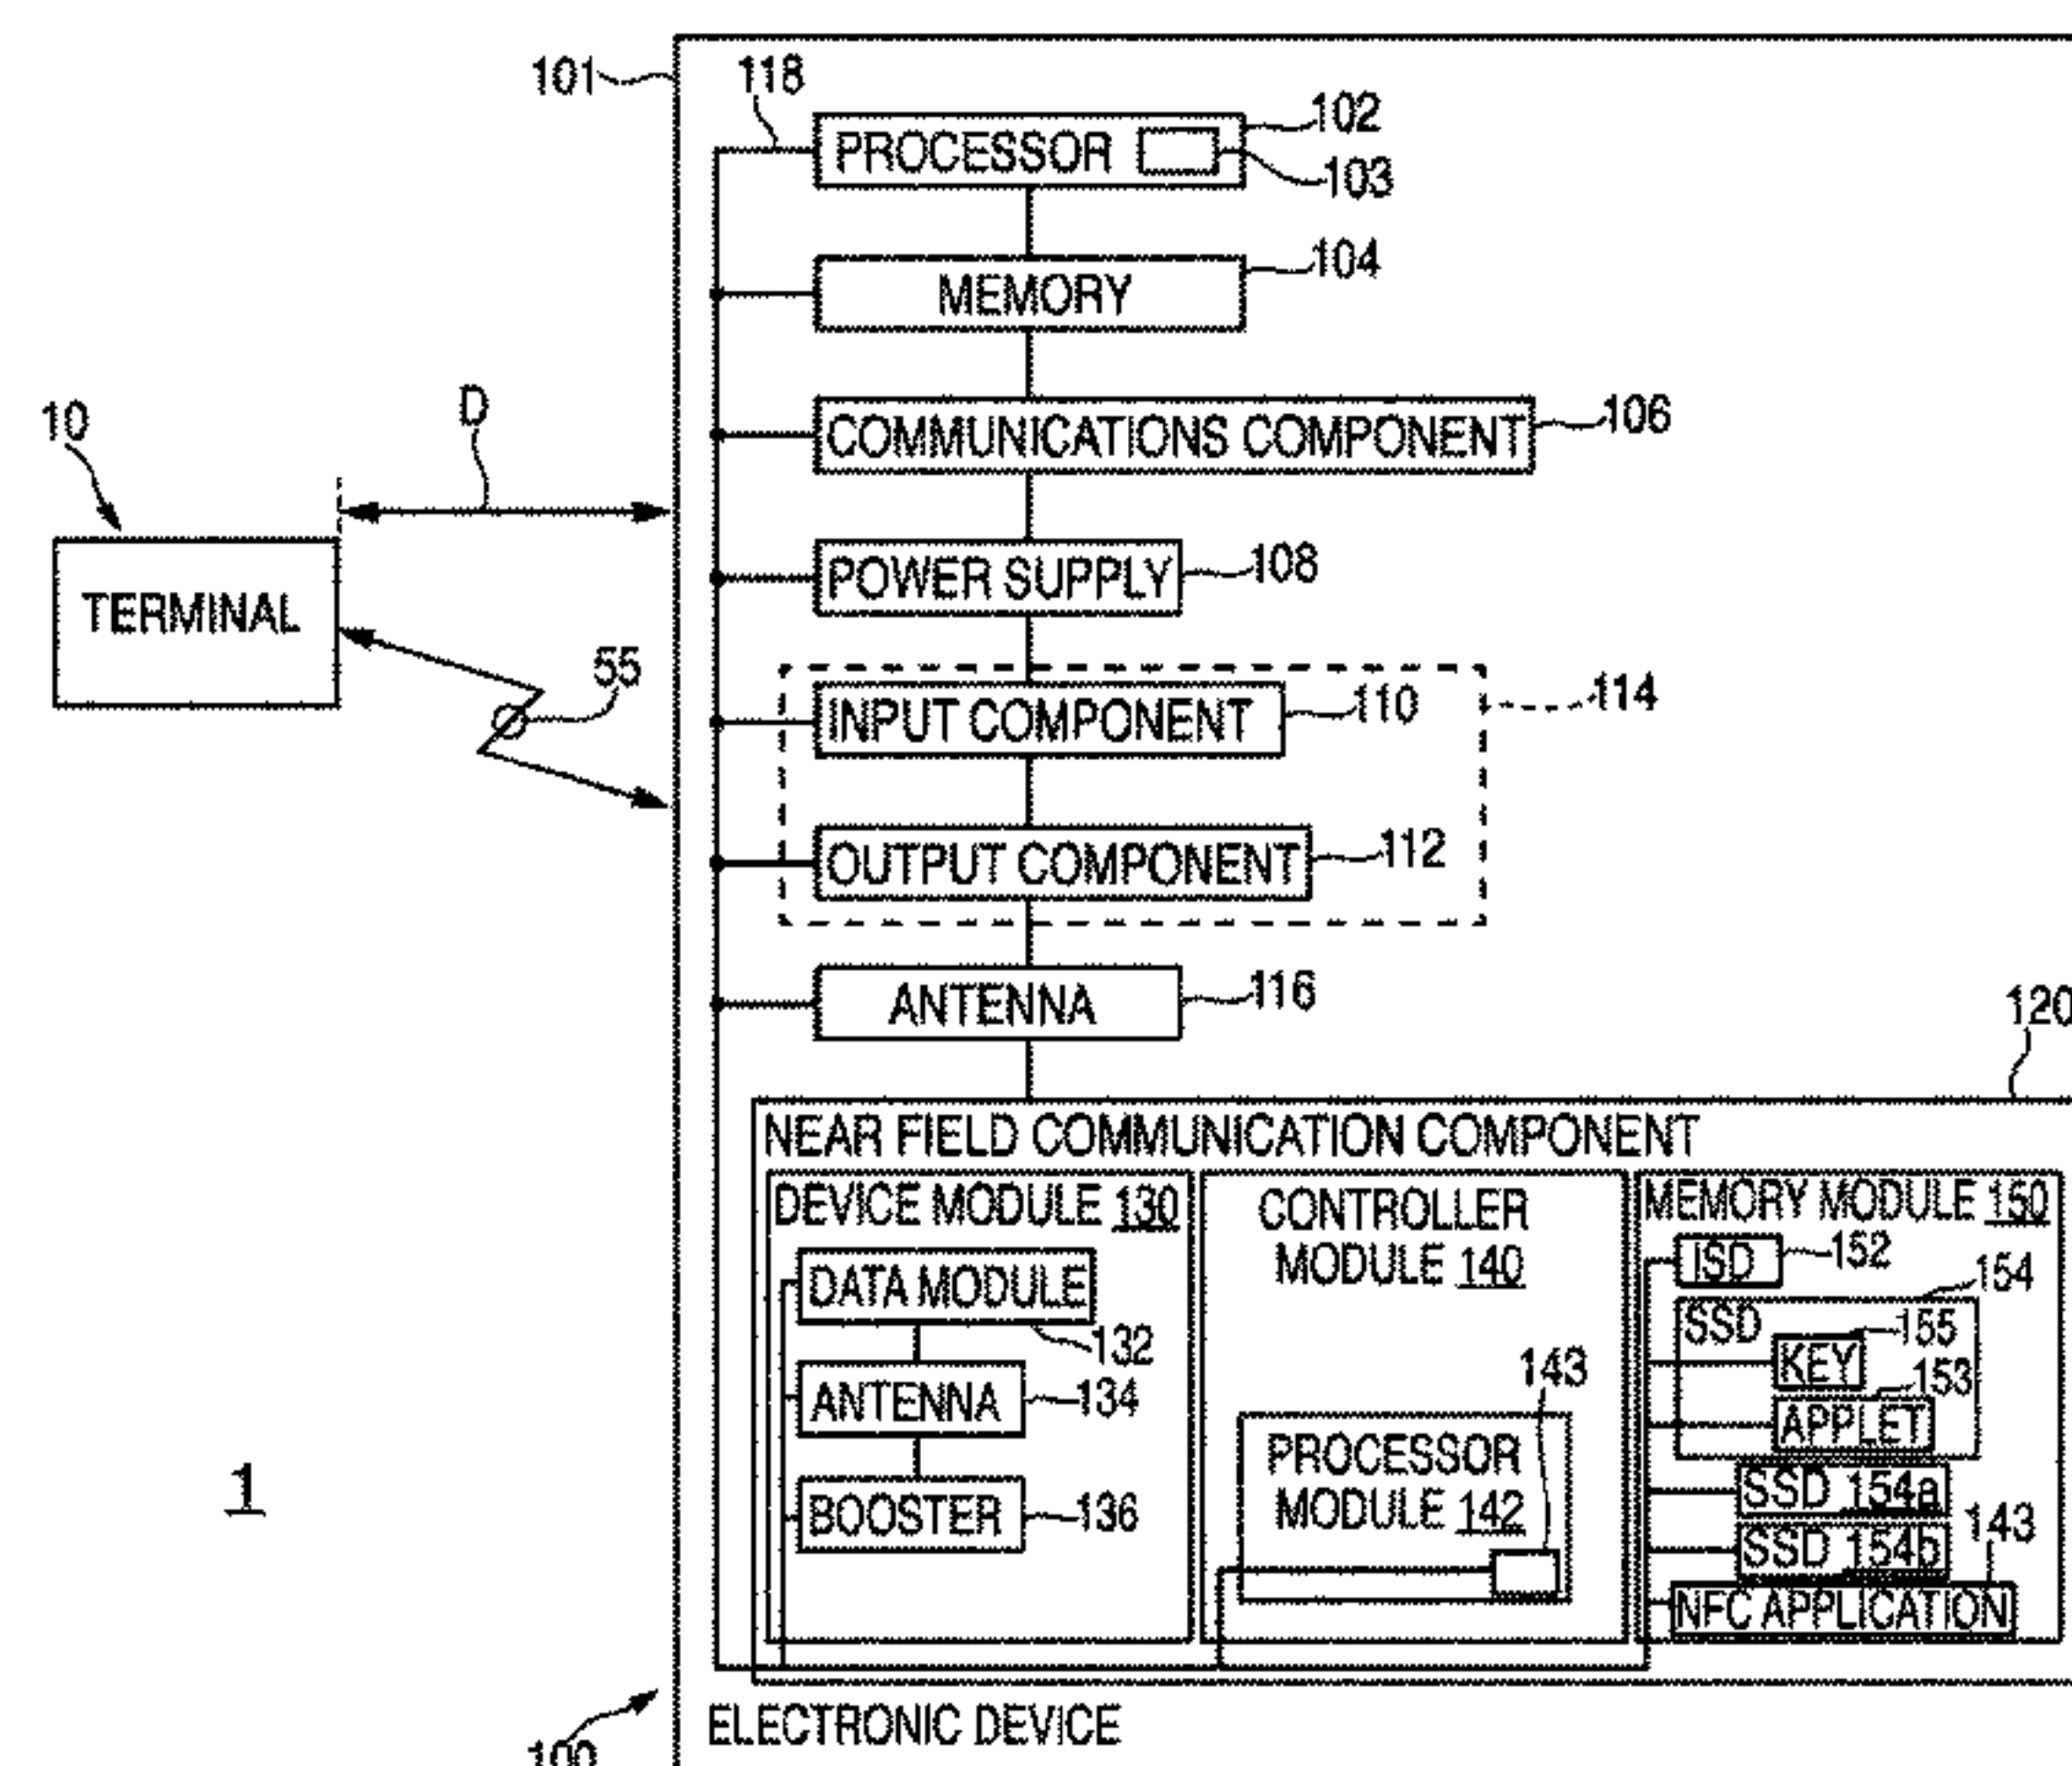 101
118
PROCESSOR
102
103
MEMORY
104
10
D
COMMUNICATIONS COMPONENT
106
TERMINAL
POWER SUPPLY
108
55
114
INPUT COMPONENT
110
OUTPUT COMPONENT
112
ANTENNA
116
120
NEAR FIELD COMMUNICATION COMPONENT
DEVICE MODULE 130
DATA MODULE
132
ANTENNA
134
BOOSTER
136
CONTROLLER
MODULE 140
143
PROCESSOR
MODULE 142
MEMORY MODULE 150
ISD
152
154
SSD
155
KEY
153
APPLET
SSD 154a
SSD 154b
143
NFC APPLICATION
1
ELECTRONIC DEVICE
100